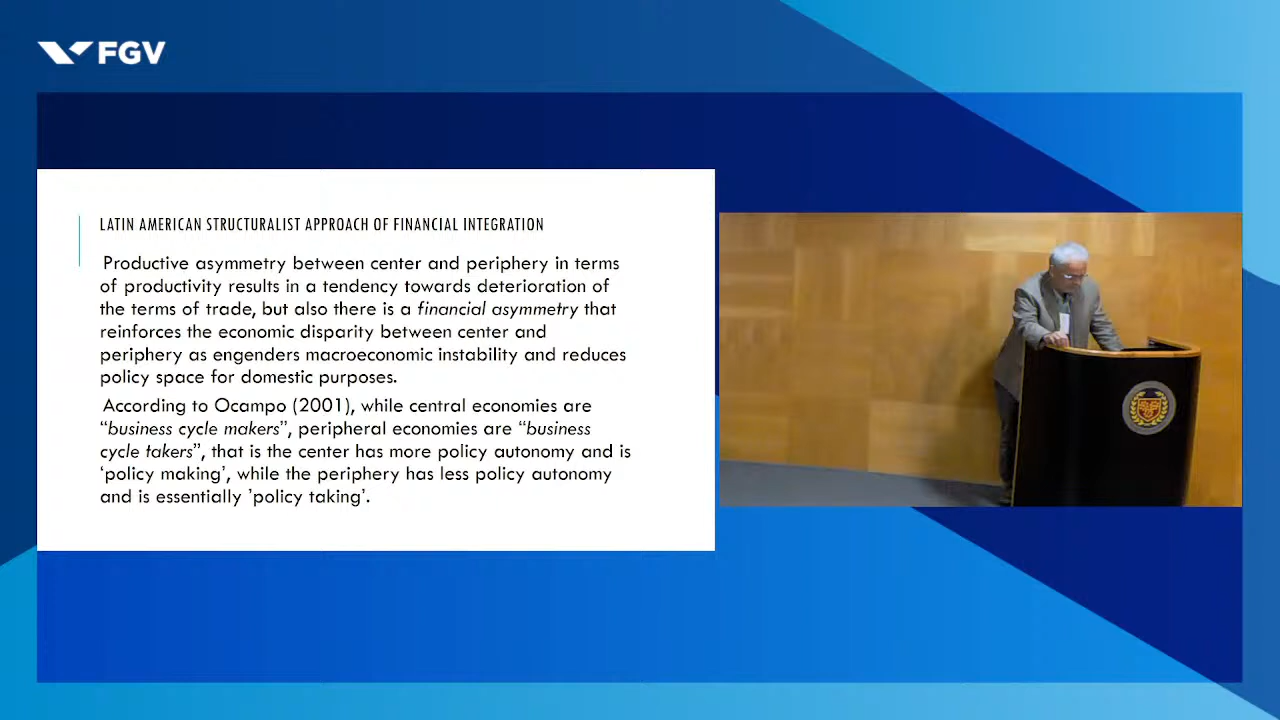 FGV
LATIN AMERICAN STRUCTURALIST APPROACH OF FINANCIAL INTEGRATION
Productive asymmetry between center and periphery in terms
of productivity results in a tendency towards deterioration of
the terms of trade, but also there is a financial asymmetry that
reinforces the economic disparity between center and
periphery as engenders macroeconomic instability and reduces
policy space for domestic purposes.
According to Ocampo (2001), while central economies are
“business cycle makers”, peripheral economies are “business
cycle takers”, that is the center has more policy autonomy and is
‘policy making’, while the periphery has less policy autonomy
and is essentially ’policy taking’.